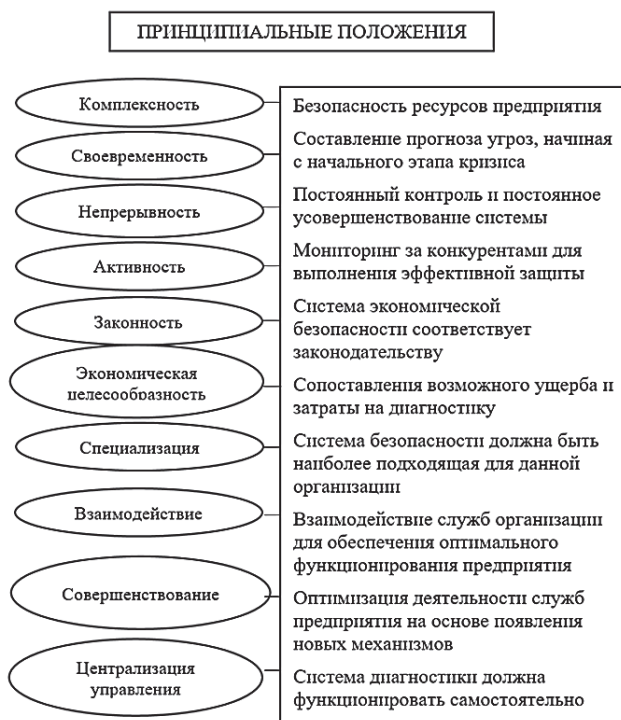 ПРИНЦИПИАЛЬНЫЕ ПОЛОЖЕНИЯ
Комплексность
Безопасность ресурсов предприятия
Своевременность
Составление прогноза угроз, начиная
с начального этапа кризиса
Непрерывность
Постоянный контроль и постоянное
усовершенствование системы
Активность
Мониторинг за конкурентами для
выполнения эффективной защиты
Законность
Система экономической
безопасности соответствует
законодательству
Экономическая
целесообразность
Сопоставления возможного ущерба и
затраты на диагностику
Специализация
Система безопасности должна быть
наиболее подходящая для данной
организации
Взаимодействие
Взаимодействие служб организации
для обеспечения оптимального
функционирования предприятия
Совершенствование
Оптимизация деятельности служб
предприятия на основе появления
новых механизмов
Централизация
управления
Система диагностики должна
функционировать самостоятельно